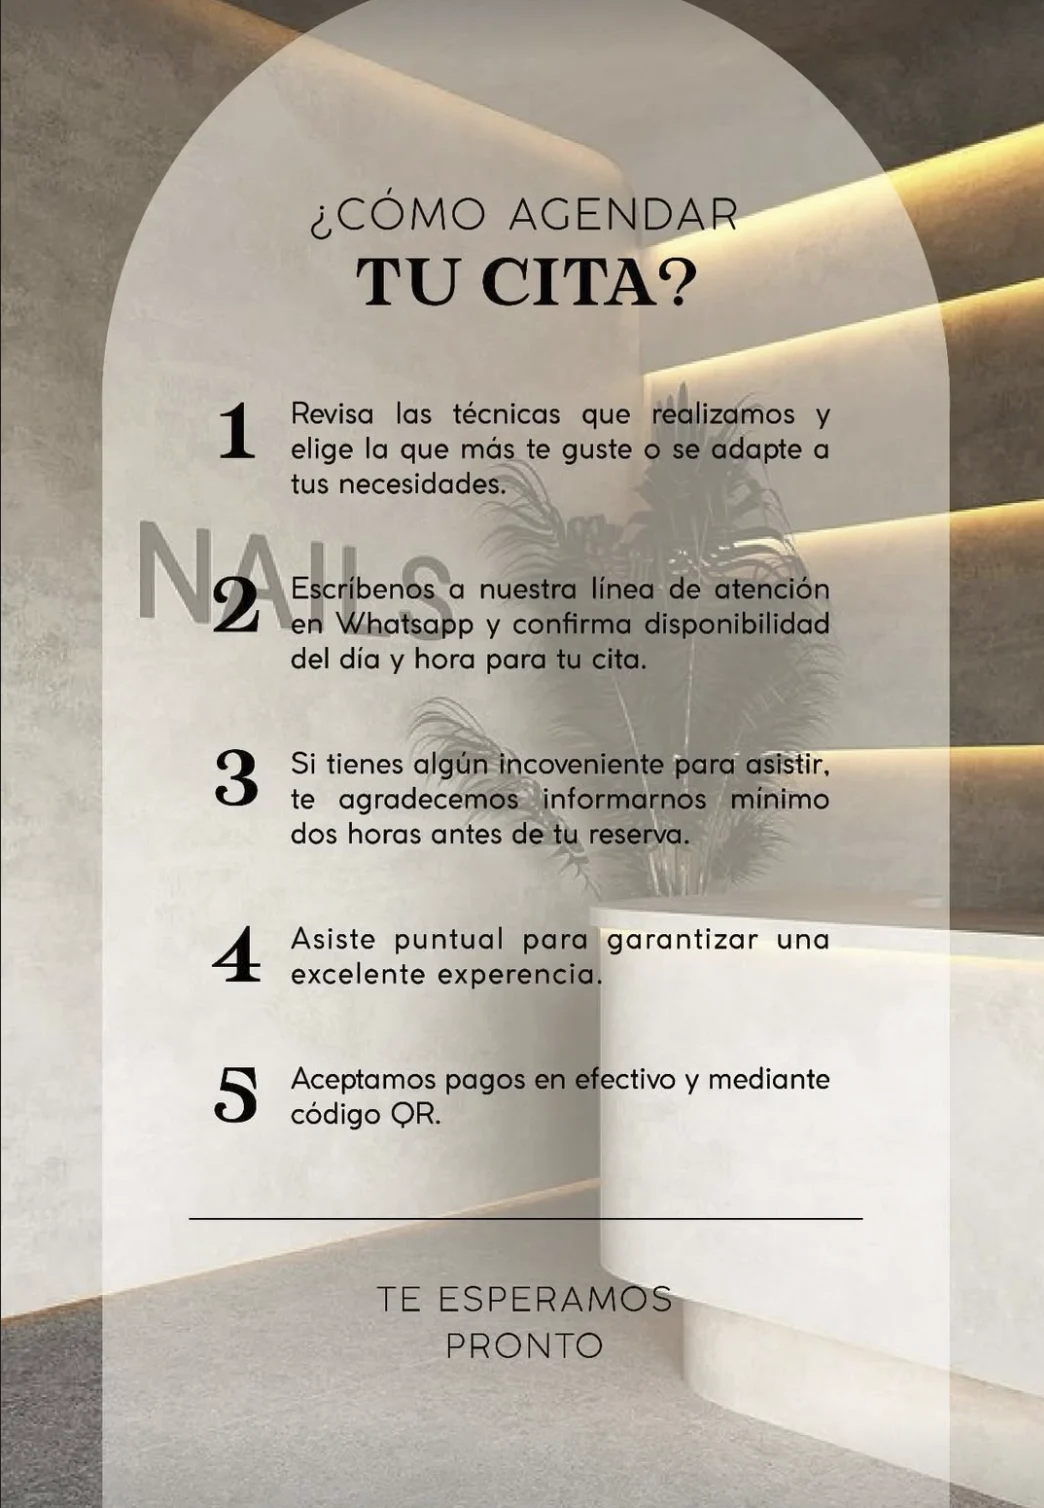 ¿CÓMO AGENDAR
TU CITA?
1
Revisa las técnicas que realizamos y
elige la que más te guste o se adapte a
tus necesidades.
NAILS
2
Escríbenos a nuestra línea de atención
en Whatsapp y confirma disponibilidad
del día y hora para tu cita.
3
Si tienes algún incoveniente para asistir,
te agradecemos informarnos mínimo
dos horas antes de tu reserva.
4
Asiste puntual para garantizar una
excelente experencia.
5
Aceptamos pagos en efectivo y mediante
código QR.
TE ESPERAMOS
PRONTO